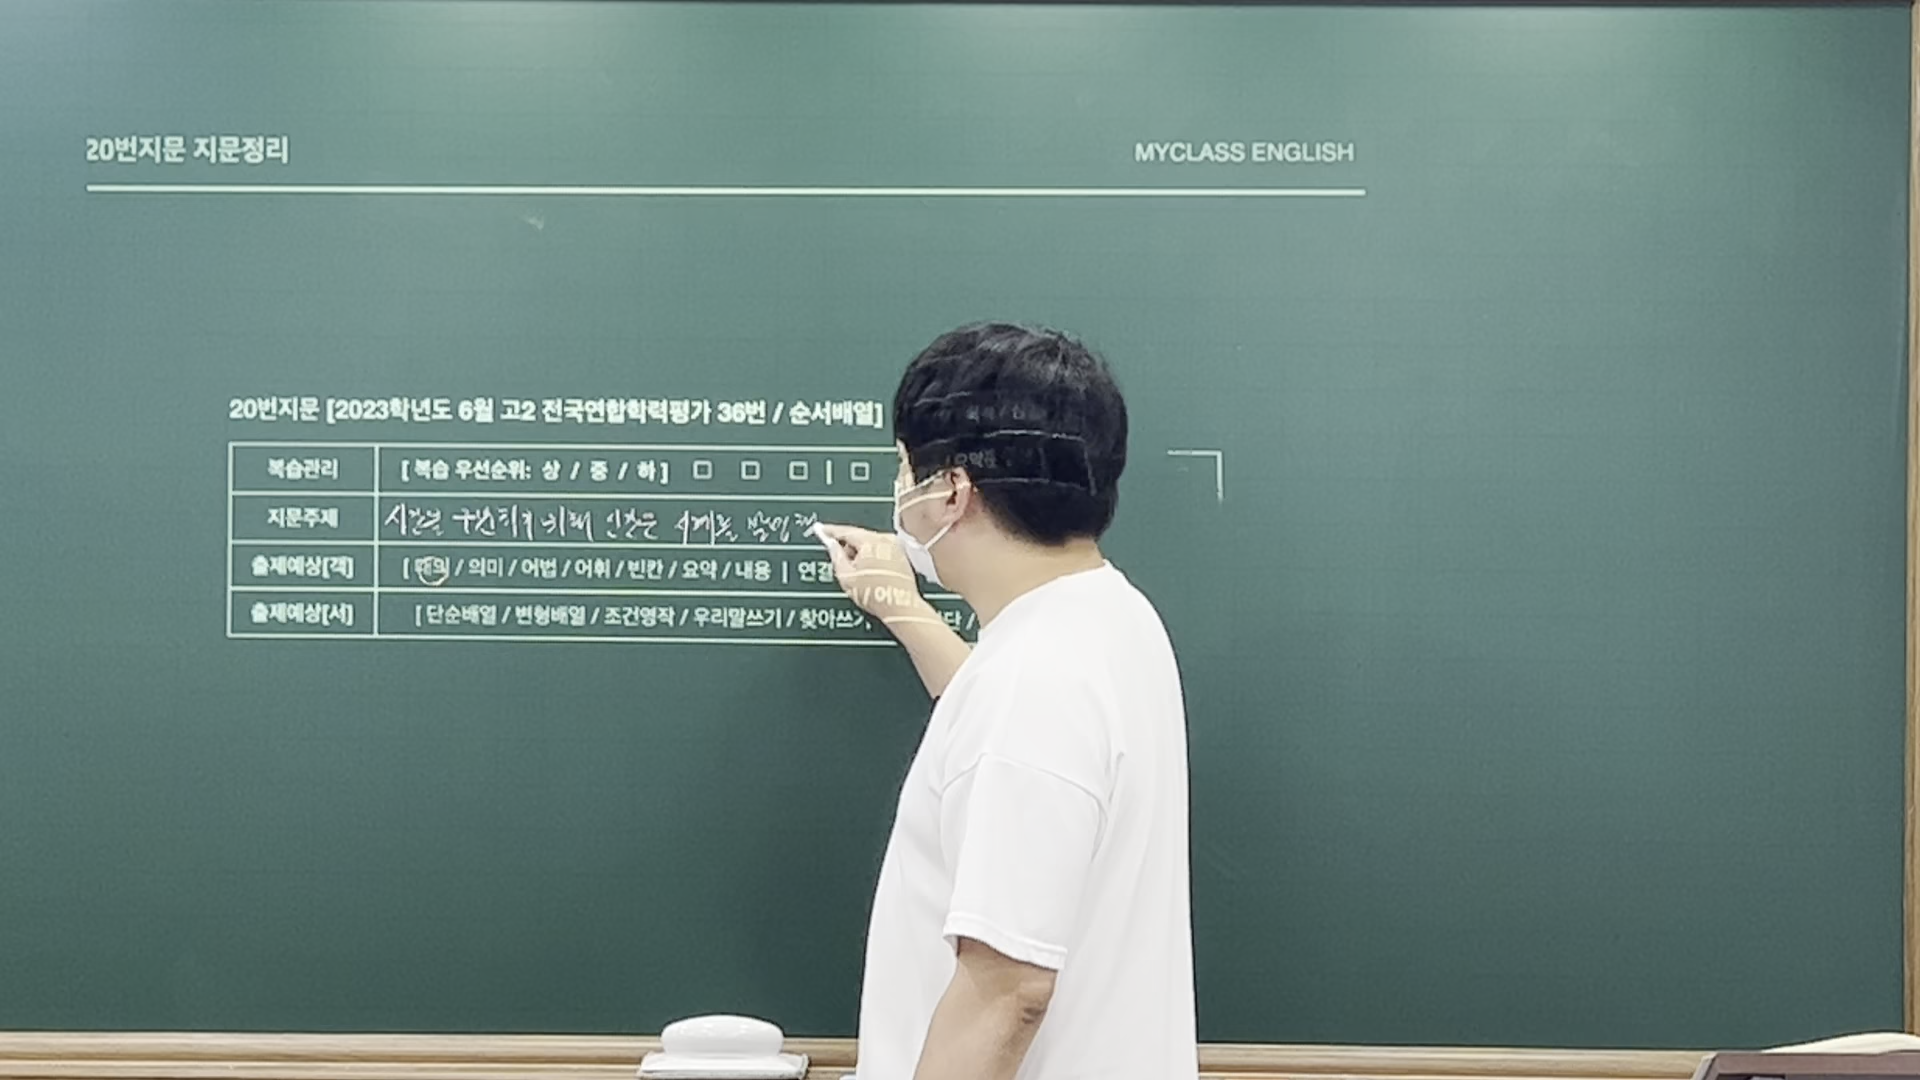 20번지문 지문정리
MYCLASS ENGLISH
20번지문 [2023학년도 6월 고2 전국연합학력평가 36번 / 순서배열]
복습관리 [ 복습 우선순위: 상 / 중 / 하 ] □ □ □ | □
지문주제 시간을 구분하기 위해 인간은 시계를 발명
출제예상[객] [ 대의 / 의미 / 어법 / 어휘 / 빈칸 / 요약 / 내용 | 연결
출제예상[서] [ 단순배열 / 변형배열 / 조건영작 / 우리말쓰기 / 찾아쓰기